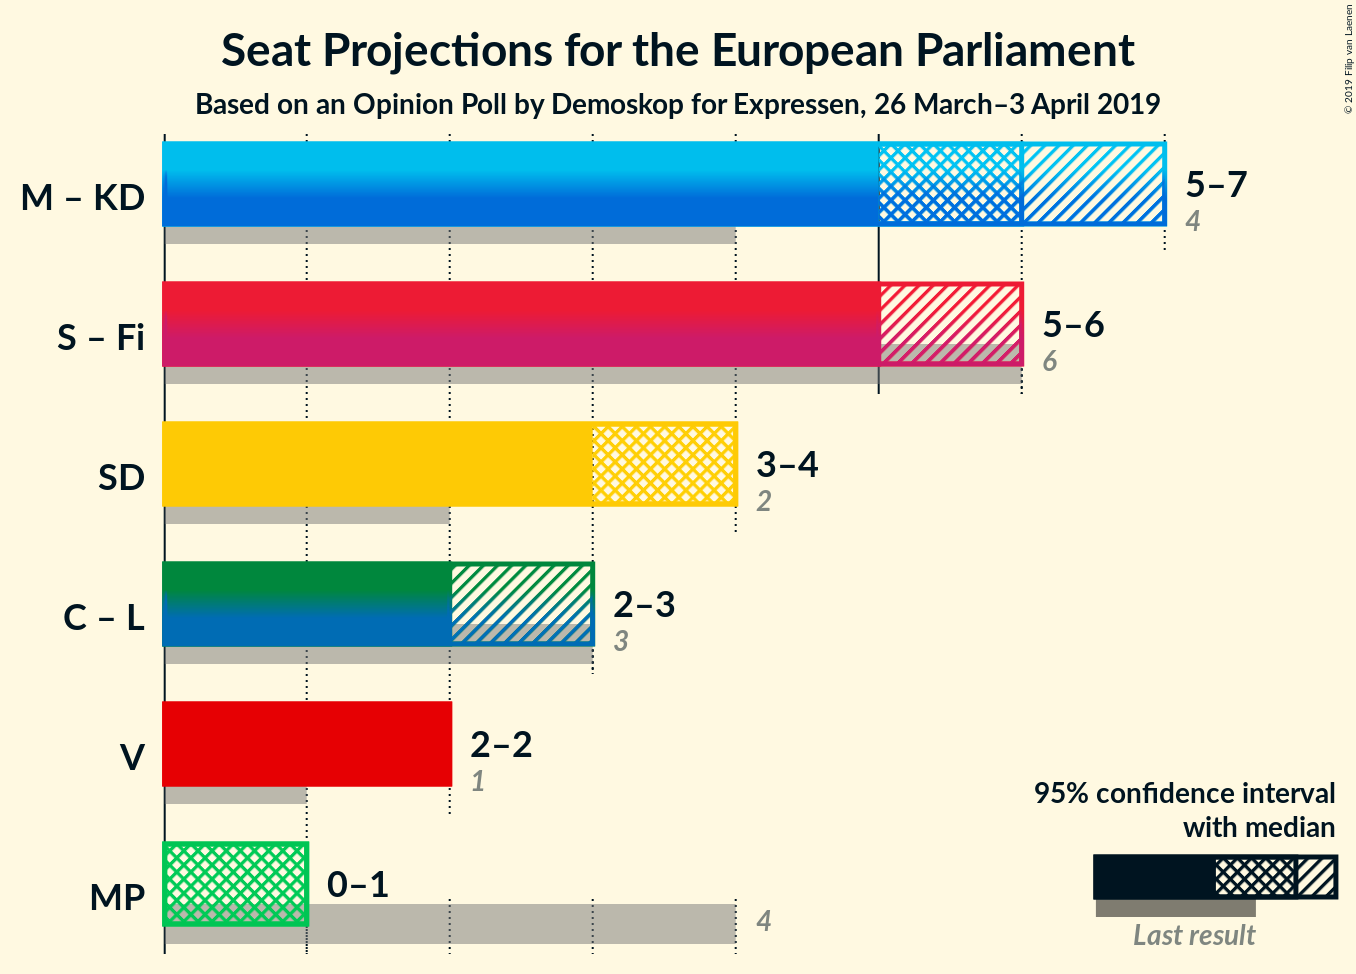 Seat Projections for the European Parliament
Based on an Opinion Poll by Demoskop for Expressen, 26 March–3 April 2019
© 2019 Filip van Laenen
M – KD
5–7
4
S – Fi
5–6
6
SD
3–4
2
C – L
2–3
3
V
2–2
1
MP
0–1
4
95% confidence interval
with median
Last result